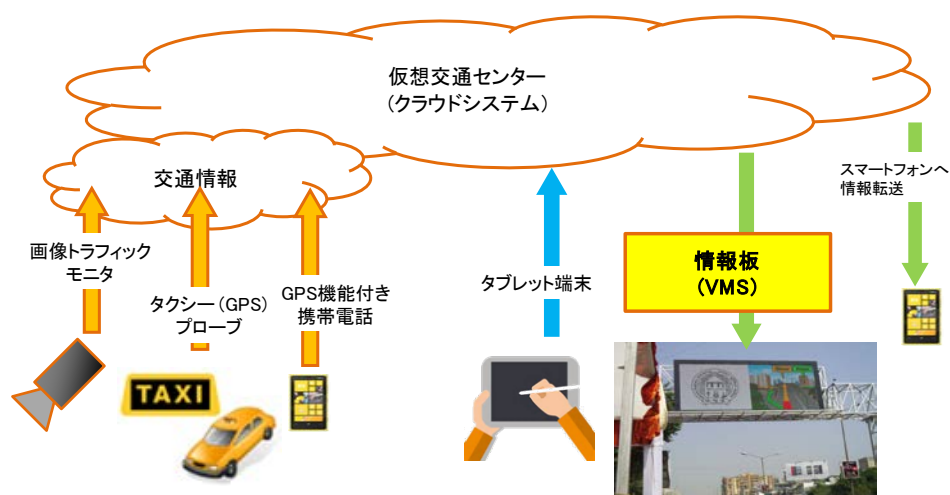 仮想交通センター
（クラウドシステム）
交通情報
スマートフォンへ
情報転送
画像トラフィック
モニタ
タクシー（GPS）
プローブ
GPS機能付き
携帯電話
タブレット端末
情報板
（VMS）
TAXI